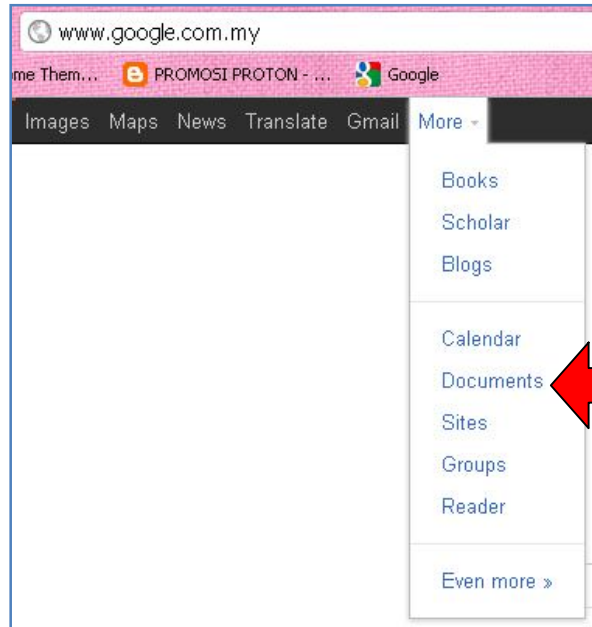 www.google.com.my
me Them... PROMOSI PROTON - ... Google
Images Maps News Translate Gmail More
Books
Scholar
Blogs
Calendar
Documents
Sites
Groups
Reader
Even more »